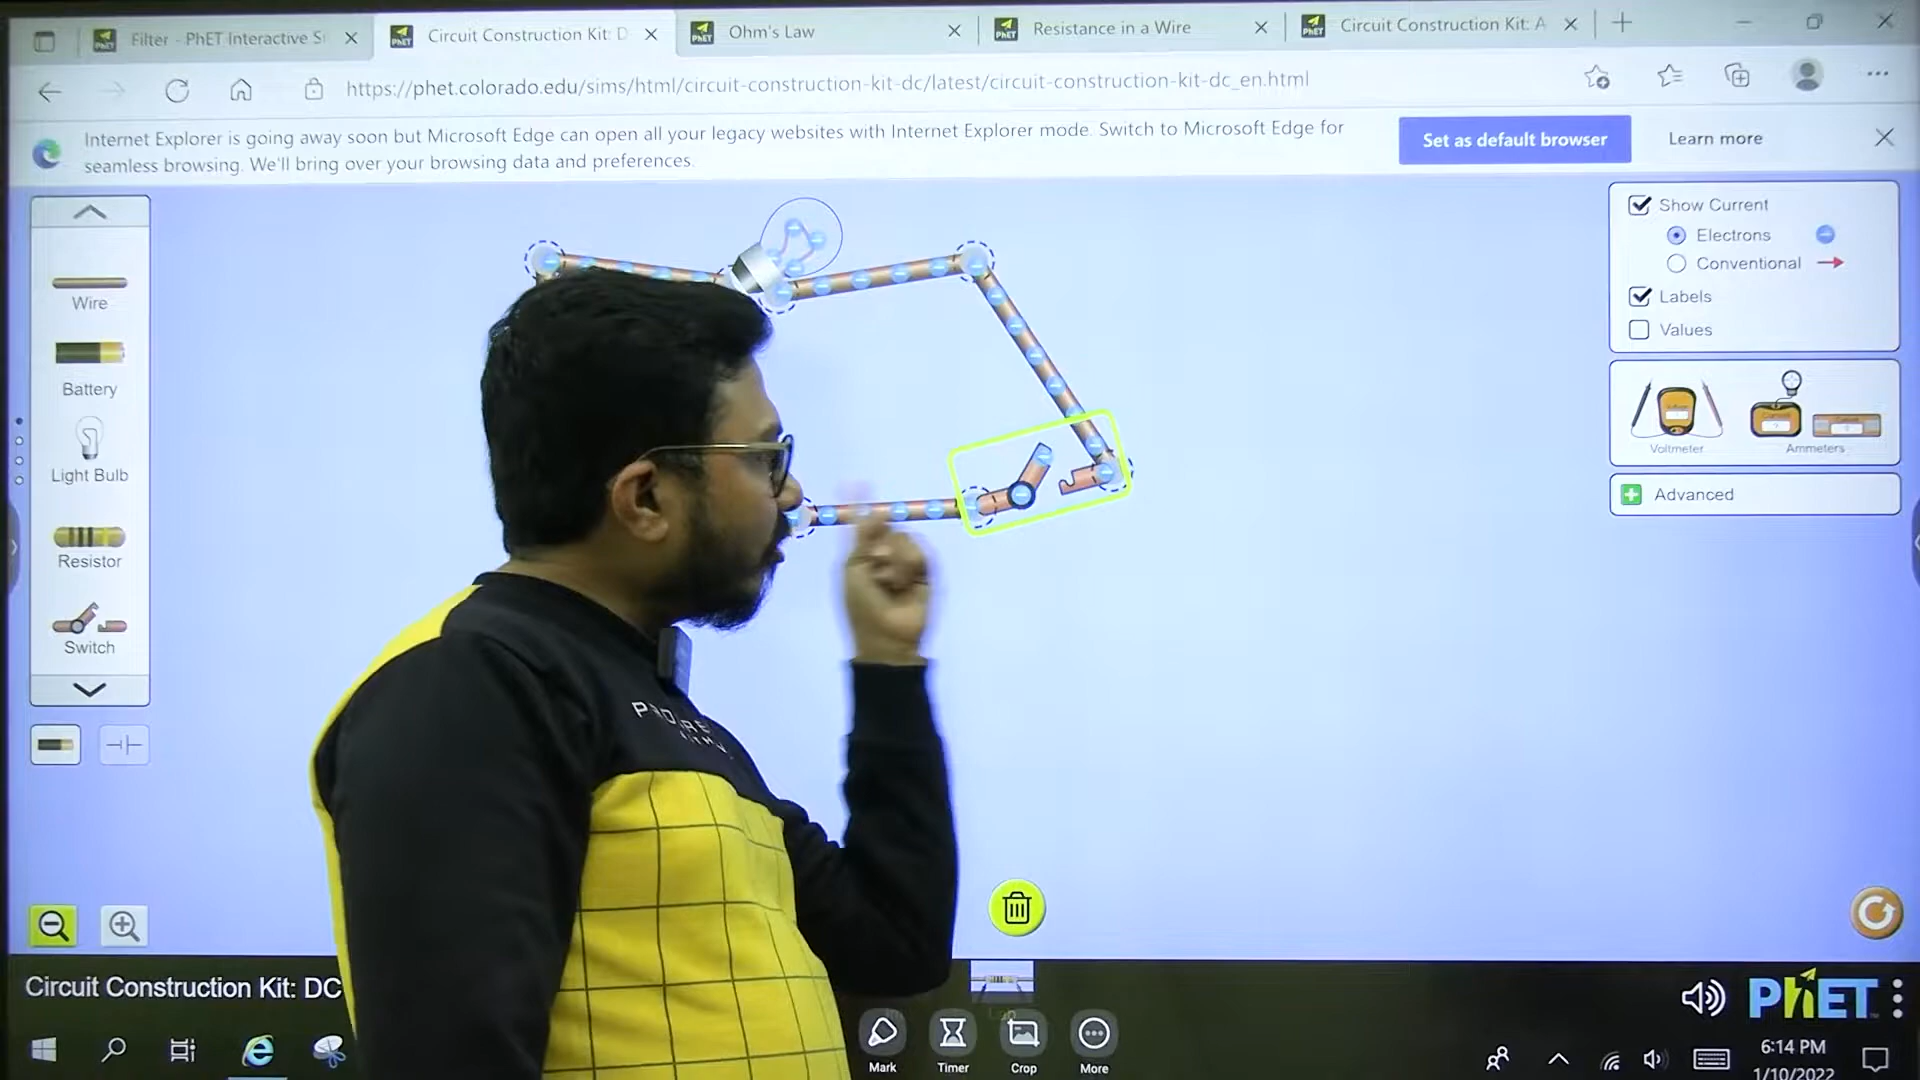 Filter - PhET Interactive Si
Circuit Construction Kit: D
Ohm's Law
Resistance in a Wire
Circuit Construction Kit: A
https://phet.colorado.edu/sims/html/circuit-construction-kit-dc/latest/circuit-construction-kit-dc_en.html
Internet Explorer is going away soon but Microsoft Edge can open all your legacy websites with Internet Explorer mode. Switch to Microsoft Edge for
seamless browsing. We'll bring over your browsing data and preferences.
Set as default browser
Learn more
Wire
Battery
Light Bulb
Resistor
Switch
Show Current
Electrons
Conventional
Labels
Values
Voltmeter
Ammeters
Advanced
Circuit Construction Kit: DC
PhET
Mark
Timer
Crop
More
6:14 PM
1/10/2022